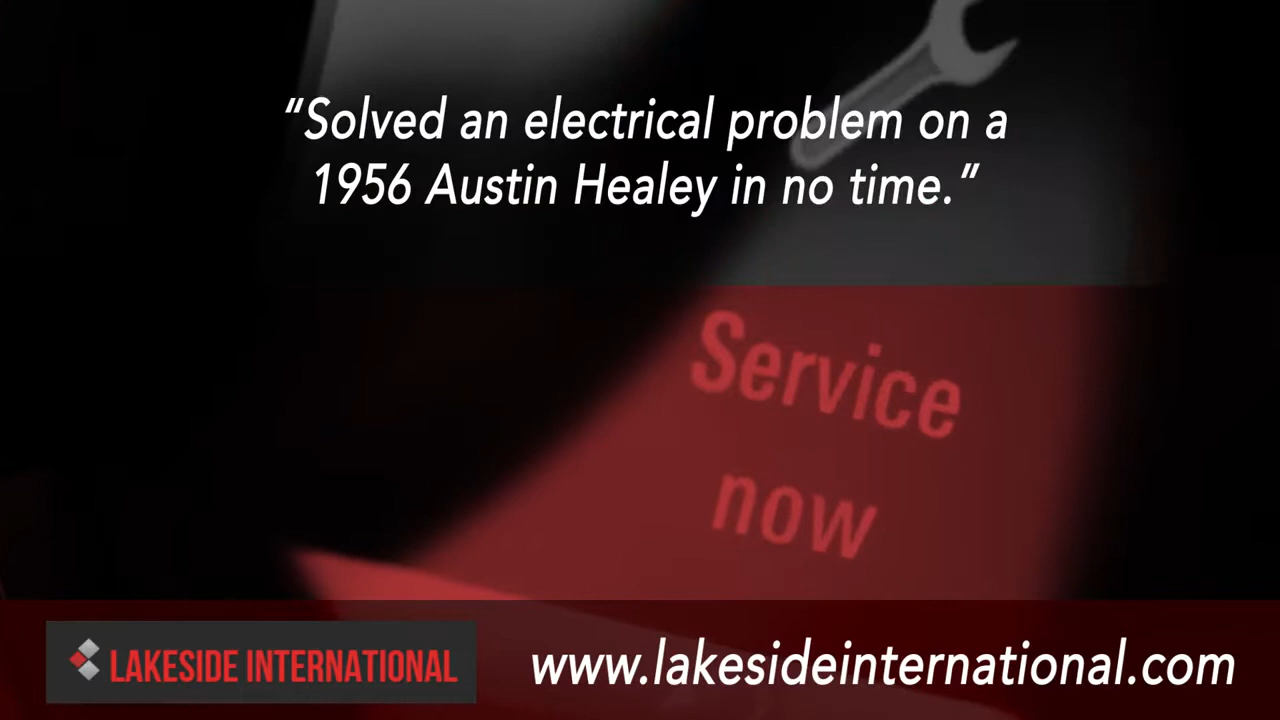 “Solved an electrical problem on a
1956 Austin Healey in no time.”
Service
now
LAKESIDE INTERNATIONAL
www.lakesideinternational.com